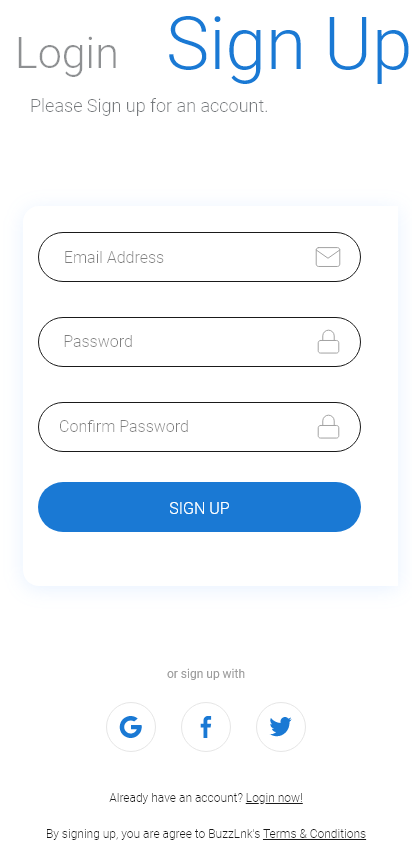 Login Sign Up
Please Sign up for an account.
Email Address
Password
Confirm Password
SIGN UP
or sign up with
Already have an account? Login now!
By signing up, you are agree to BuzzLnk's Terms & Conditions